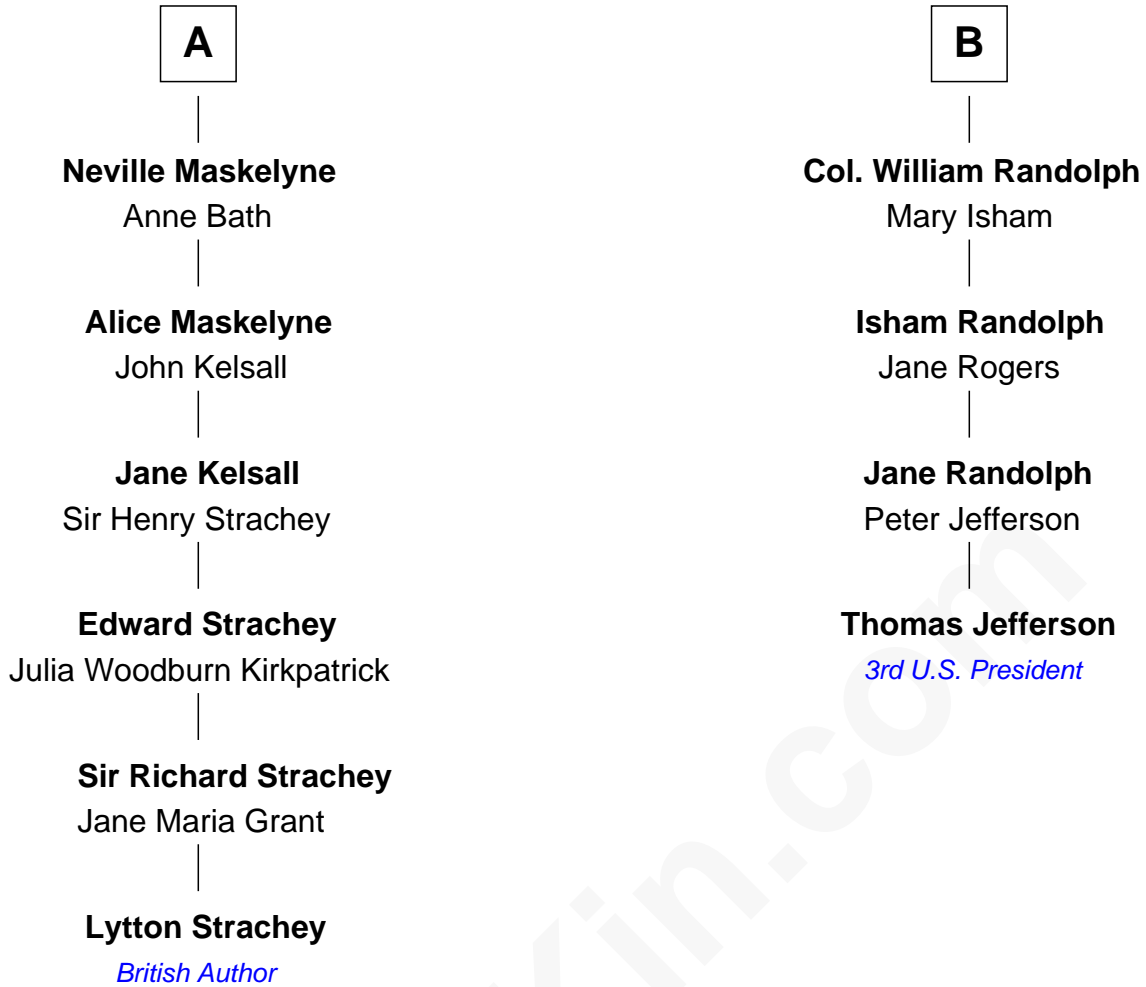 A
Neville Maskelyne
Anne Bath
Alice Maskelyne
John Kelsall
Jane Kelsall
Sir Henry Strachey
Edward Strachey
Julia Woodburn Kirkpatrick
Sir Richard Strachey
Jane Maria Grant
Lytton Strachey
British Author
B
Col. William Randolph
Mary Isham
Isham Randolph
Jane Rogers
Jane Randolph
Peter Jefferson
Thomas Jefferson
3rd U.S. President